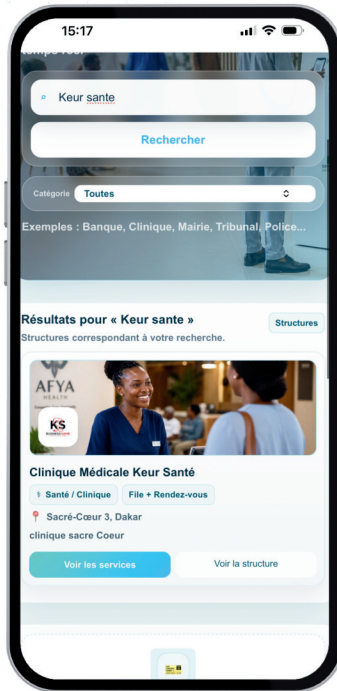 15:17
temps réel
Keur sante
Rechercher
Catégorie Toutes
Exemples : Banque, Clinique, Mairie, Tribunal, Police...
Résultats pour « Keur sante »
Structures
Structures correspondant à votre recherche.
AFYA
HEALTH
KS
Clinique Médicale Keur Santé
Santé / Clinique
File + Rendez-vous
Sacré-Cœur 3, Dakar
clinique sacre Coeur
Voir les services
Voir la structure